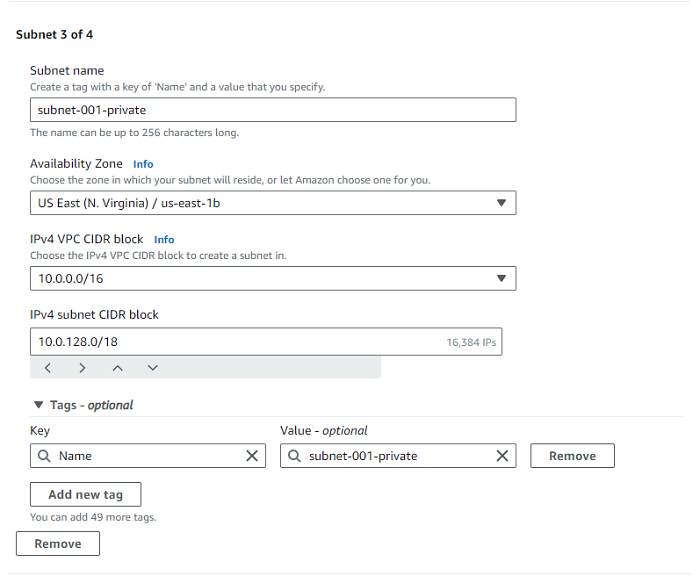 Subnet 3 of 4
Subnet name
Create a tag with a key of 'Name' and a value that you specify.
subnet-001-private
The name can be up to 256 characters long.
Availability Zone Info
Choose the zone in which your subnet will reside, or let Amazon choose one for you.
US East (N. Virginia) / us-east-1b
IPv4 VPC CIDR block Info
Choose the IPv4 VPC CIDR block to create a subnet in.
10.0.0.0/16
IPv4 subnet CIDR block
10.0.128.0/18 16,384 IPs
Tags - optional
Key Value - optional
Name subnet-001-private Remove
Add new tag
You can add 49 more tags.
Remove